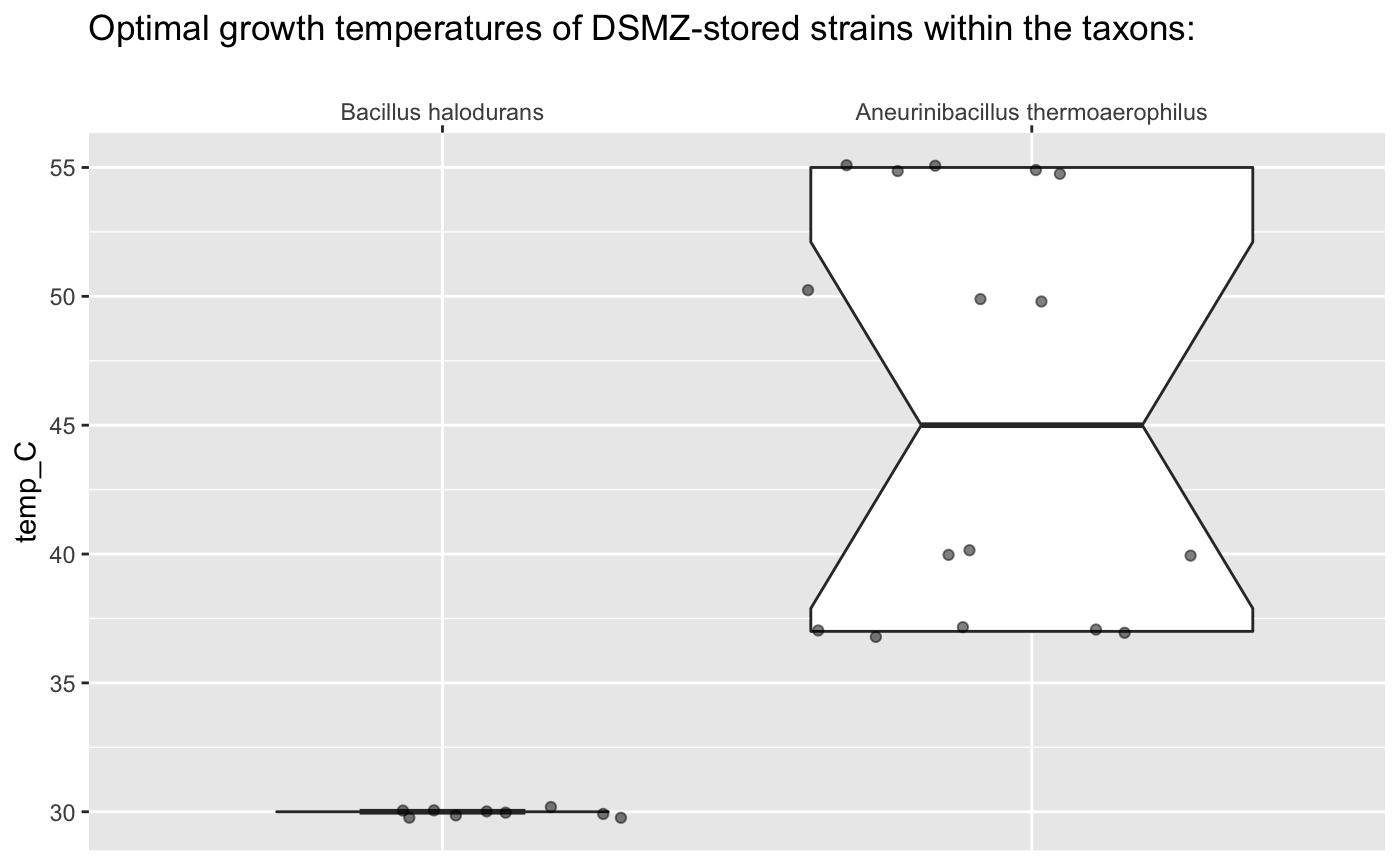 Optimal growth temperatures of DSMZ-stored strains within the taxons:
Bacillus halodurans
Aneurinibacillus thermoaerophilus
55
50
45
40
35
30
temp_C